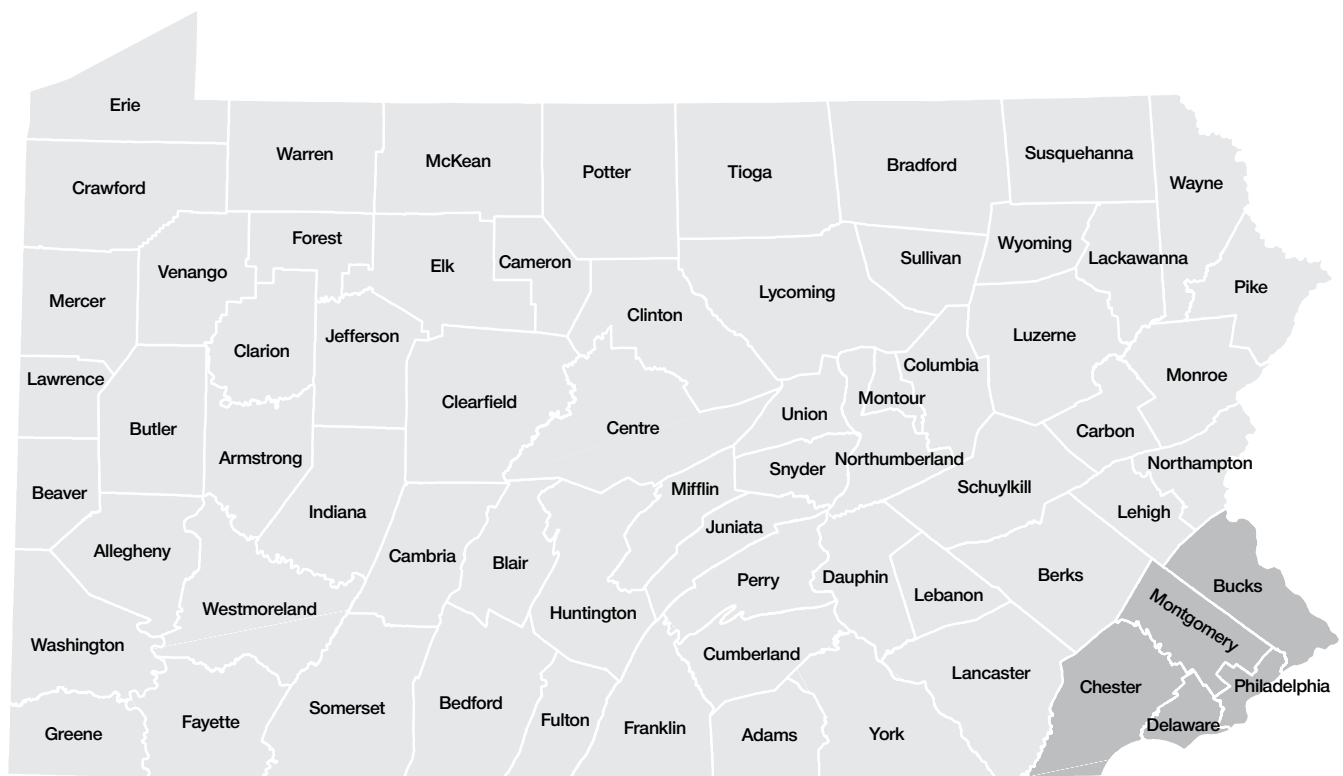 Erie
Warren
McKean
Potter
Tioga
Bradford
Susquehanna
Wayne
Crawford
Forest
Venango
Elk
Cameron
Sullivan
Wyoming
Lackawanna
Pike
Mercer
Clinton
Lycoming
Jefferson
Clarion
Luzerne
Columbia
Monroe
Lawrence
Montour
Clearfield
Union
Butler
Centre
Carbon
Armstrong
Northumberland
Northampton
Snyder
Schuylkill
Beaver
Mifflin
Indiana
Lehigh
Juniata
Allegheny
Cambria
Blair
Perry
Dauphin
Berks
Bucks
Lebanon
Westmoreland
Huntington
Montgomery
Washington
Cumberland
Lancaster
Chester
Philadelphia
Somerset
Bedford
Fulton
Fayette
Franklin
Delaware
Greene
Adams
York